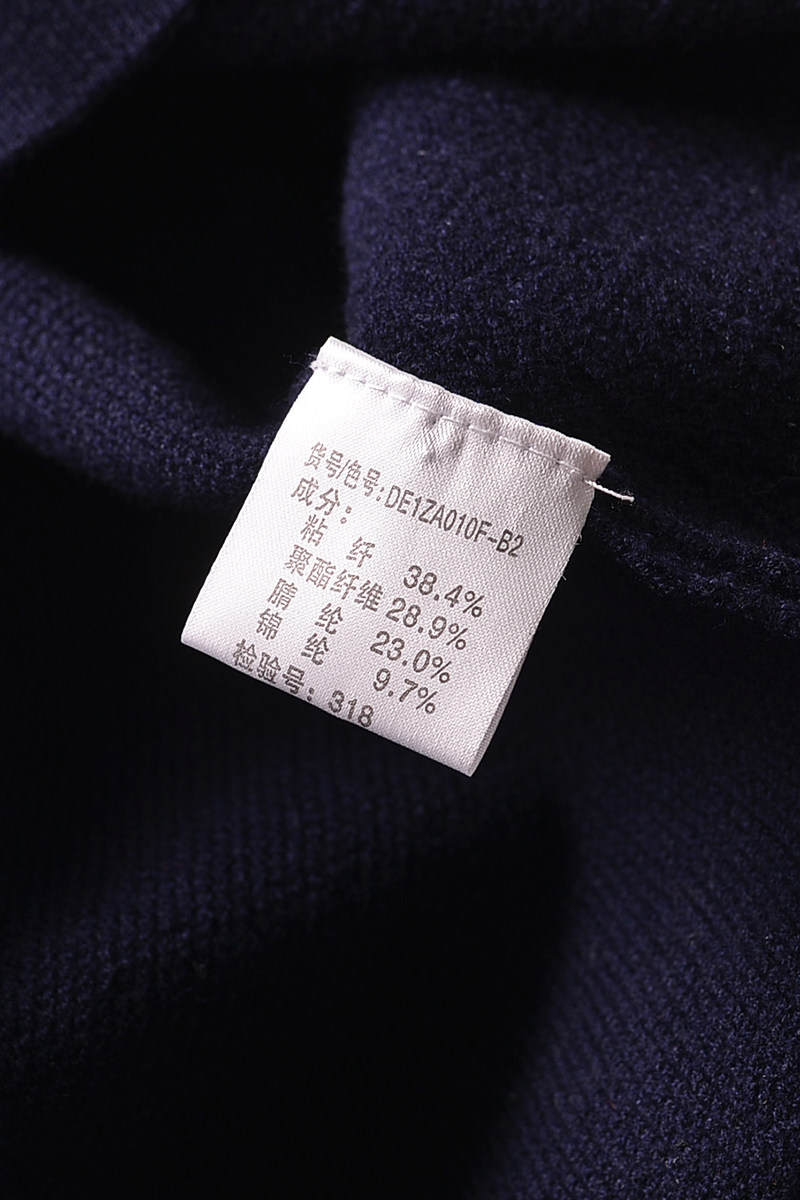 货号/色号:DE1ZA010F-B2
成分:
粘 纤 38.4%
聚酯纤维 28.9%
腈 纶 23.0%
锦 纶 9.7%
检验号: 318